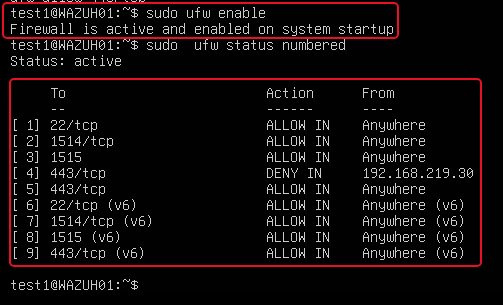 test1@WAZUH01:~$ sudo ufw enable
Firewall is active and enabled on system startup
test1@WAZUH01:~$ sudo  ufw status numbered
Status: active
To                         Action      From
--                         ------      ----
[ 1] 22/tcp                     ALLOW IN    Anywhere
[ 2] 1514/tcp                   ALLOW IN    Anywhere
[ 3] 1515                       ALLOW IN    Anywhere
[ 4] 443/tcp                    DENY IN     192.168.219.30
[ 5] 443/tcp                    ALLOW IN    Anywhere
[ 6] 22/tcp (v6)                ALLOW IN    Anywhere (v6)
[ 7] 1514/tcp (v6)              ALLOW IN    Anywhere (v6)
[ 8] 1515 (v6)                  ALLOW IN    Anywhere (v6)
[ 9] 443/tcp (v6)               ALLOW IN    Anywhere (v6)
test1@WAZUH01:~$